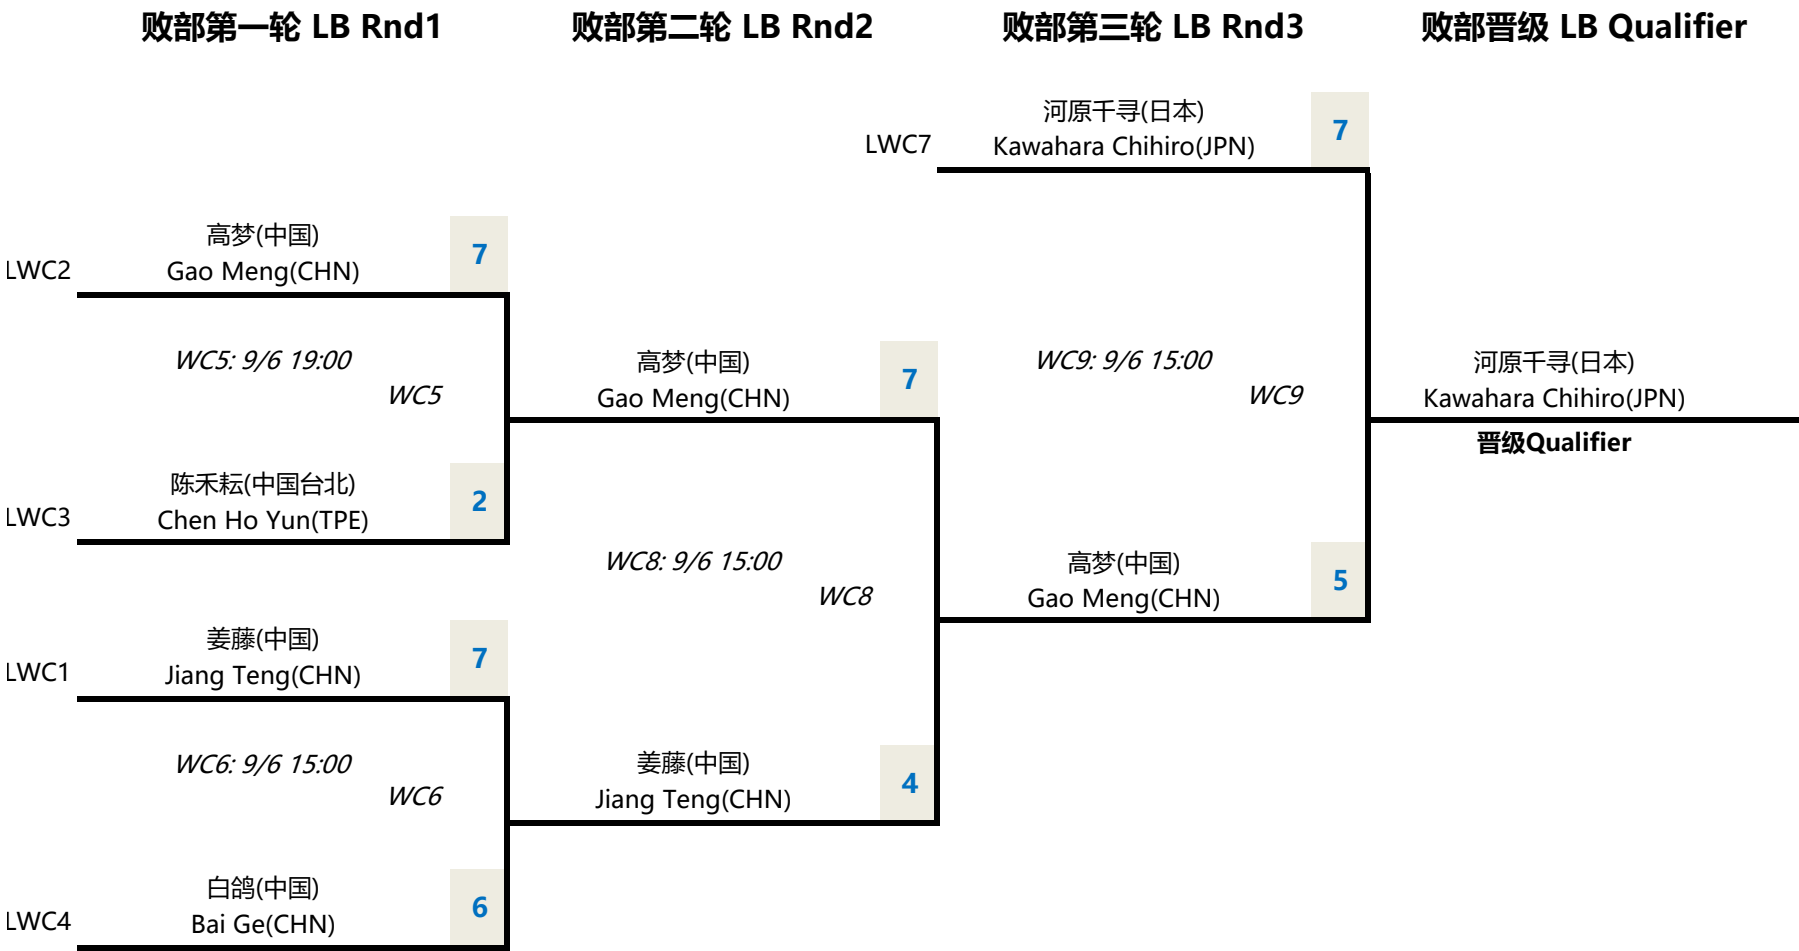 败部第一轮 LB Rnd1
败部第二轮 LB Rnd2
败部第三轮 LB Rnd3
败部晋级 LB Qualifier
LWC7
河原千寻(日本)
Kawahara Chihiro(JPN)
7
LWC2
高梦(中国)
Gao Meng(CHN)
7
WC5: 9/6 19:00
WC5
高梦(中国)
Gao Meng(CHN)
7
WC9: 9/6 15:00
WC9
河原千寻(日本)
Kawahara Chihiro(JPN)
晋级Qualifier
LWC3
陈禾耘(中国台北)
Chen Ho Yun(TPE)
2
WC8: 9/6 15:00
WC8
高梦(中国)
Gao Meng(CHN)
5
LWC1
姜藤(中国)
Jiang Teng(CHN)
7
WC6: 9/6 15:00
WC6
姜藤(中国)
Jiang Teng(CHN)
4
LWC4
白鸽(中国)
Bai Ge(CHN)
6